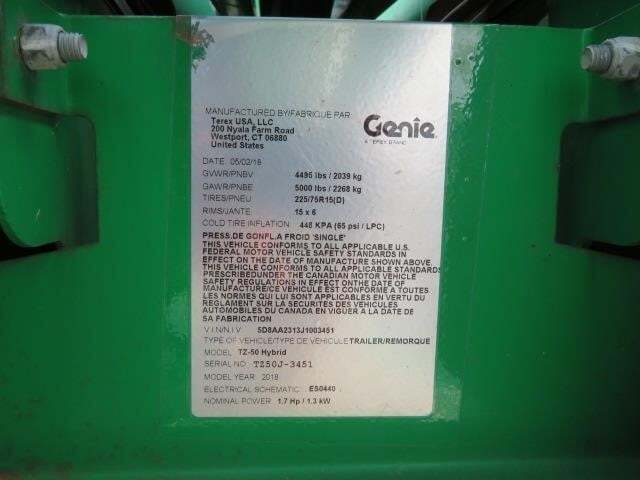 MANUFACTURED BY/FABRIQUE PAR
Terex USA, LLC
200 Nyala Farm Road
Westport, CT 06880
United States
Genie
A TEREX BRAND
DATE: 05/02/18
GVWR/PNBV 4495 lbs / 2039 kg
GAWR/PNBE 5000 lbs / 2268 kg
TIRES/PNEU 225/75R15(D)
RIMS/JANTE 15 x 6
COLD TIRE INFLATION 448 KPA (65 psi / LPC)
PRESS.DE GONFL.A FROID 'SINGLE'
THIS VEHICLE CONFORMS TO ALL APPLICABLE U.S.
FEDERAL MOTOR VEHICLE SAFETY STANDARDS IN
EFFECT ON THE DATE OF MANUFACTURE SHOWN ABOVE.
THIS VEHICLE CONFORMS TO ALL APPLICABLE STANDARDS
PRESCRIBEDUNDER THE CANADIAN MOTOR VEHICLE
SAFETY REGULATIONS IN EFFECT ON THE DATE OF
MANUFACTURE/CE VEHICULE EST CONFORME A TOUTES
LES NORMES QUI LUI SONT APPLICABLES EN VERTU DU
REGLAMENT SUR LA SECURITES DES VEHICULES
AUTOMOBILES DU CANADA EN VIGUER A LA DATE DE
SA FABRICATION
V.I.N/N.I.V 5D8AA2313J1003451
TYPE OF VEHICLE/TYPE DE VEHICULE TRAILER/REMORQUE
MODEL: TZ-50 Hybrid
SERIAL NO: TZ50J-3451
MODEL YEAR: 2018
ELECTRICAL SCHEMATIC: ES0440
NOMINAL POWER: 1.7 Hp / 1.3 kW